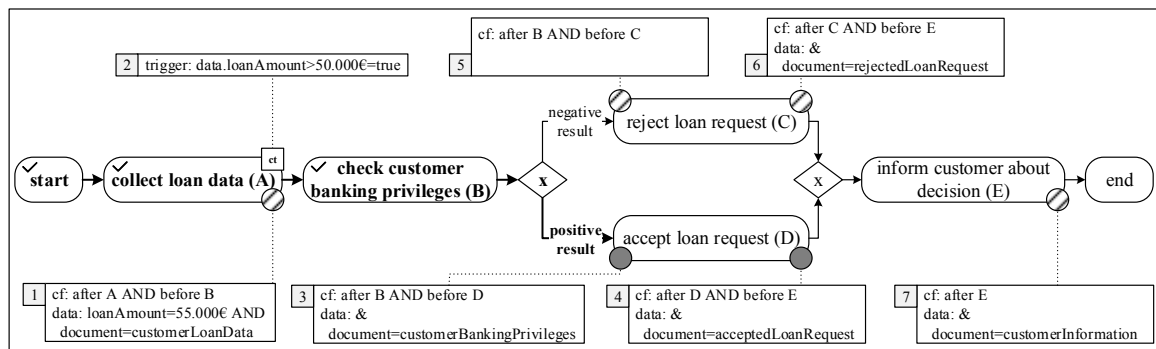 2
trigger: data.loanAmount>50.000€=true
5
cf: after B AND before C
6
cf: after C AND before E
data: &
document=rejectedLoanRequest
start
ct
collect loan data (A)
check customer
banking privileges (B)
x
negative
result
reject loan request (C)
positive
result
accept loan request (D)
x
inform customer about
decision (E)
end
1
cf: after A AND before B
data: loanAmount=55.000€ AND
document=customerLoanData
3
cf: after B AND before D
data: &
document=customerBankingPrivileges
4
cf: after D AND before E
data: &
document=acceptedLoanRequest
7
cf: after E
data: &
document=customerInformation